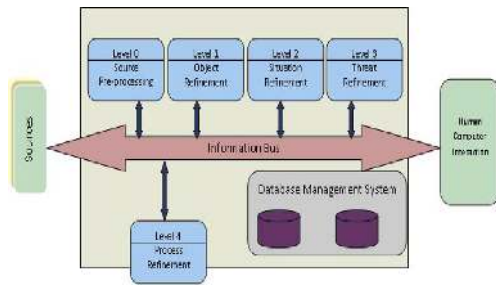 Level 0
Source
Pre-processing
Level 1
Object
Refinement
Level 2
Situation
Refinement
Level 3
Threat
Refinement
Sources
Information Bus
Human
Computer
Interaction
Database Management System
Level 4
Process
Refinement